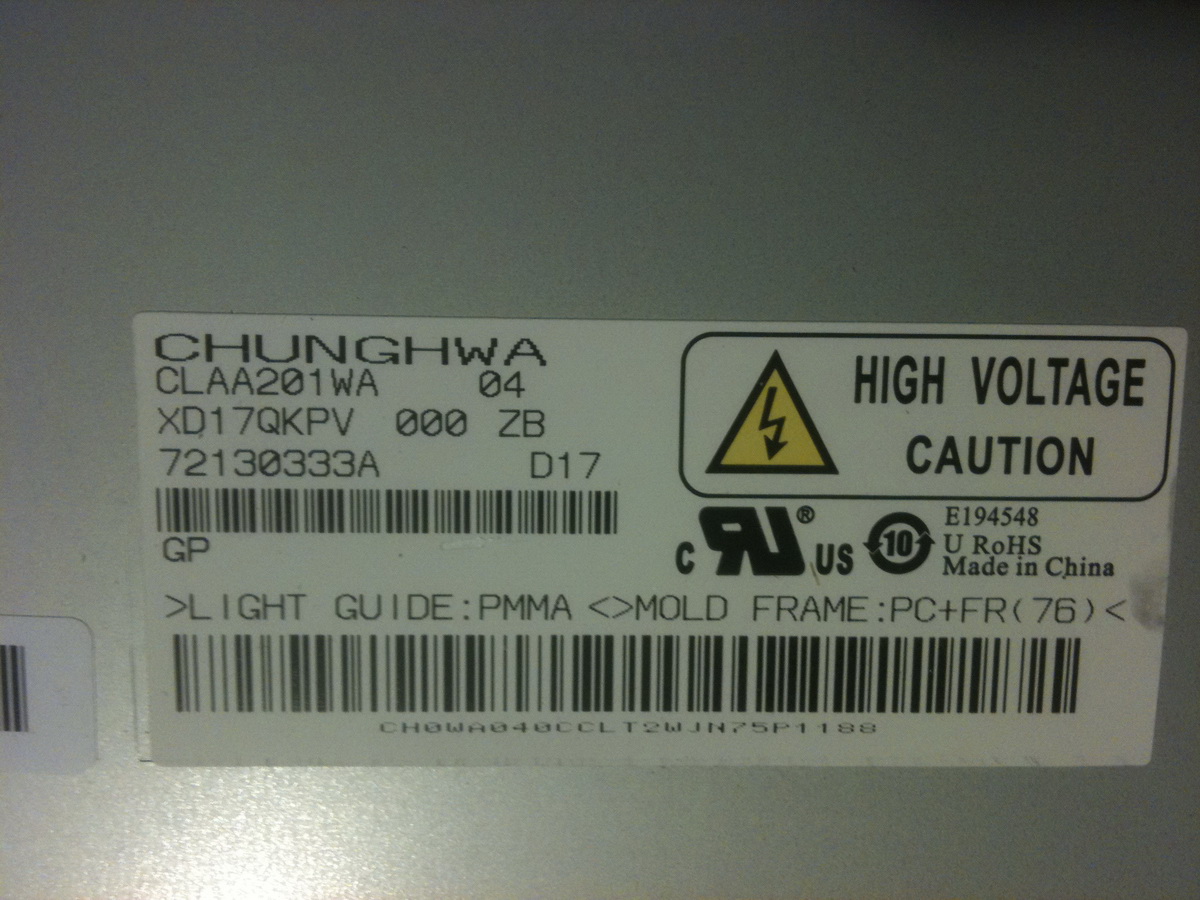 CHUNGHWA
CLAA201WA 04
XD17QKPV 000 ZB
72130333A D17
GP
HIGH VOLTAGE
CAUTION
C RU® US 10
E194548
U RoHS
Made in China
>LIGHT GUIDE:PMMA <>MOLD FRAME:PC+FR(76)<
CH0WA040CCLT2WJN75P1188